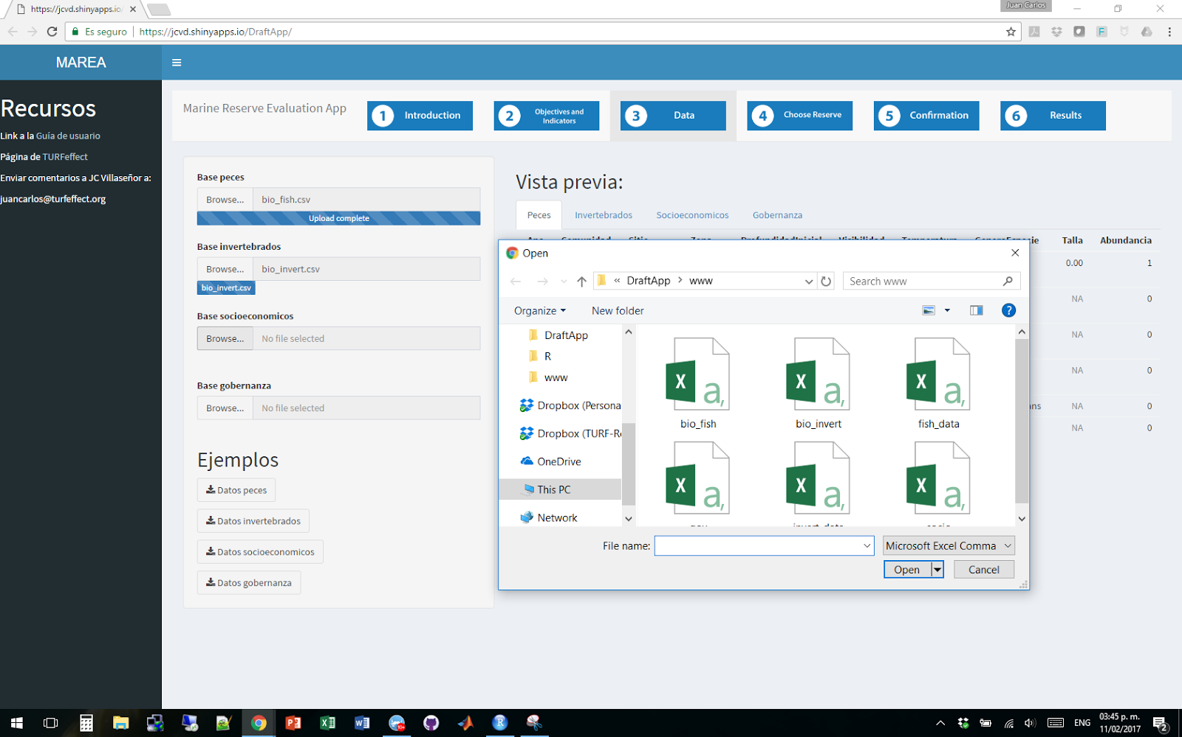 https://jcvd.shinyapps.io/D
Juan Carlos
Es seguro | https://jcvd.shinyapps.io/DraftApp/
MAREA
Recursos
Link a la Guía de usuario
Página de TURFeffect
Enviar comentarios a JC Villaseñor a:
juancarlos@turfeffect.org
Marine Reserve Evaluation App
1 Introduction
2 Objectives and Indicators
3 Data
4 Choose Reserve
5 Confirmation
6 Results
Base peces
Browse... bio_fish.csv
Upload complete
Base invertebrados
Browse... bio_invert.csv
bio_invert.csv
Base socioeconomicos
Browse... No file selected
Base gobernanza
Browse... No file selected
Ejemplos
Datos peces
Datos invertebrados
Datos socioeconomicos
Datos gobernanza
Vista previa:
Peces Invertebrados Socioeconomicos Gobernanza
Talla Abundancia
0.00 1
NA 0
NA 0
NA 0
ans NA 0
NA 0
Open
« DraftApp > www
Search www
Organize New folder
DraftApp
R
www
Dropbox (Persona
Dropbox (TURF-R
OneDrive
This PC
Network
bio_fish
bio_invert
fish_data
File name:
Microsoft Excel Comma
Open Cancel
ENG
03:45 p. m.
11/02/2017
2